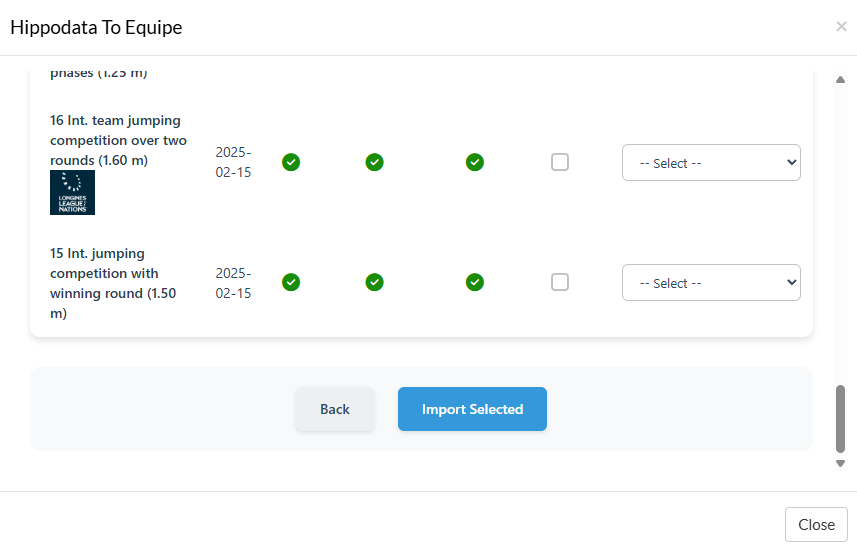 Hippodata To Equipe
×
phases (1.25 m)
16 Int. team jumping
competition over two
rounds (1.60 m)
LONGINES
LEAGUE OF
NATIONS
2025-
02-15
-- Select --
15 Int. jumping
competition with
winning round (1.50
m)
2025-
02-15
-- Select --
Back
Import Selected
Close